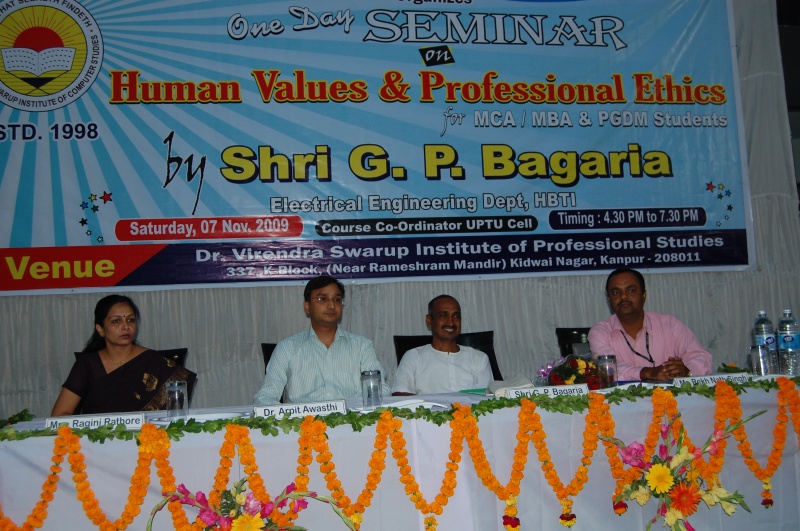 organizes
One Day SEMINAR
on
Human Values & Professional Ethics
for MCA / MBA & PGDM Students
by Shri G. P. Bagaria
Electrical Engineering Dept, HBTI
Saturday, 07 Nov. 2009 Course Co-Ordinator UPTU Cell Timing : 4.30 PM to 7.30 PM
Venue
Dr. Virendra Swarup Institute of Professional Studies
337, K Block, (Near Rameshram Mandir) Kidwai Nagar, Kanpur - 208011
STD. 1998
Ragini Rathore
Dr. Arpit Awasthi
Shri G. P. Bagaria
Singh